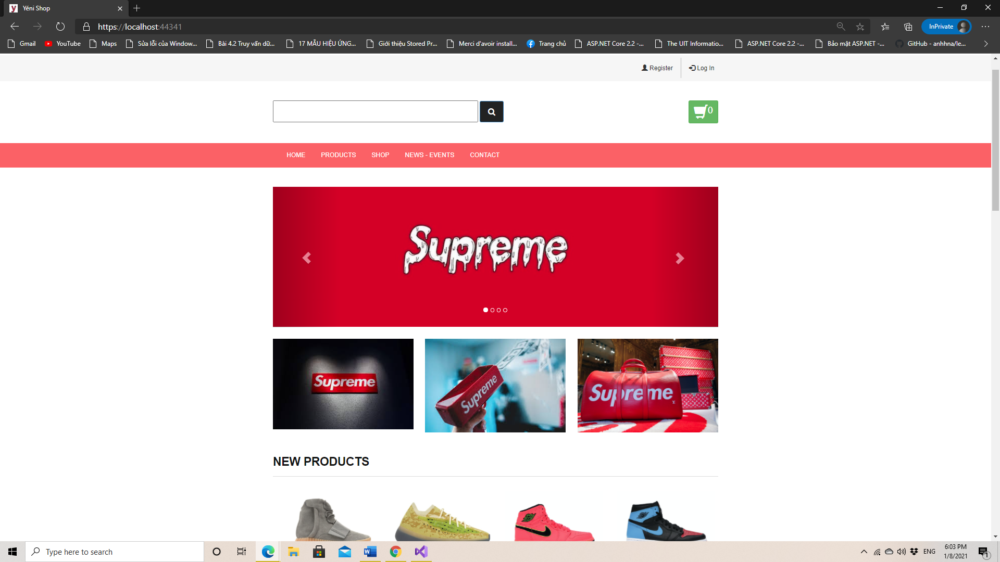 Yéni Shop
https://localhost:44341
InPrivate
Gmail
YouTube
Maps
Sửa lỗi của Window...
Bài 4.2 Truy vấn dữ...
17 MẪU HIỆU ỨNG...
Giới thiệu Stored Pr...
Merci d'avoir install...
Trang chủ
ASP.NET Core 2.2 -...
The UIT Informatio...
ASP.NET Core 2.2 -...
Bảo mật ASP.NET -...
GitHub - anhhna/le...
Register
Log In
0
HOME
PRODUCTS
SHOP
NEWS - EVENTS
CONTACT
Supreme
Supreme
Supreme
Supreme
NEW PRODUCTS
Type here to search
ENG
6:03 PM
1/8/2021
1